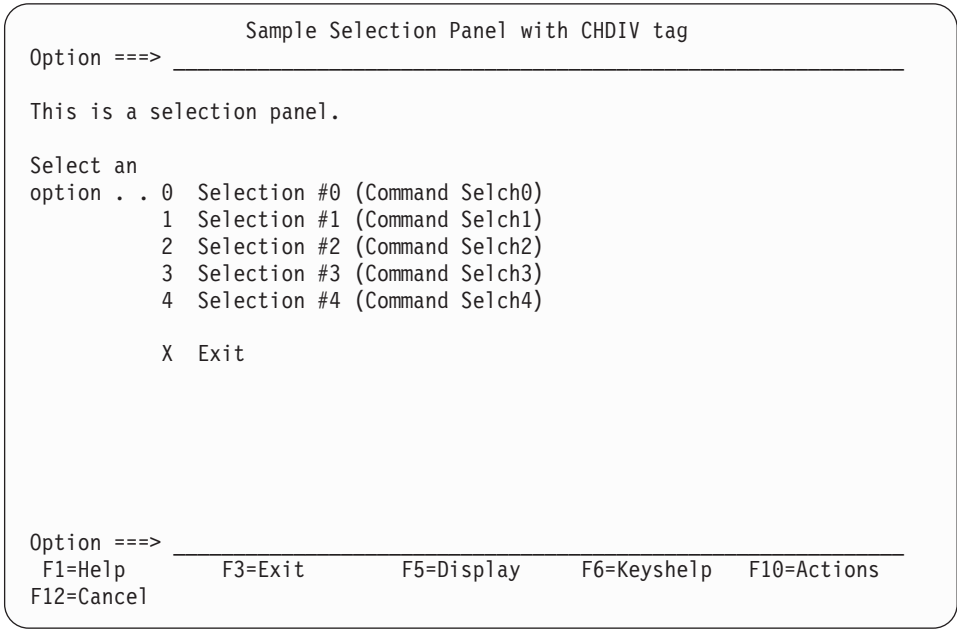 Sample Selection Panel with CHDIV tag
Option ===> _____________________________________________________________
This is a selection panel.
Select an
option . . 0  Selection #0 (Command Selch0)
1  Selection #1 (Command Selch1)
2  Selection #2 (Command Selch2)
3  Selection #3 (Command Selch3)
4  Selection #4 (Command Selch4)
X  Exit
Option ===> _____________________________________________________________
F1=Help        F3=Exit        F5=Display     F6=Keyshelp   F10=Actions
F12=Cancel